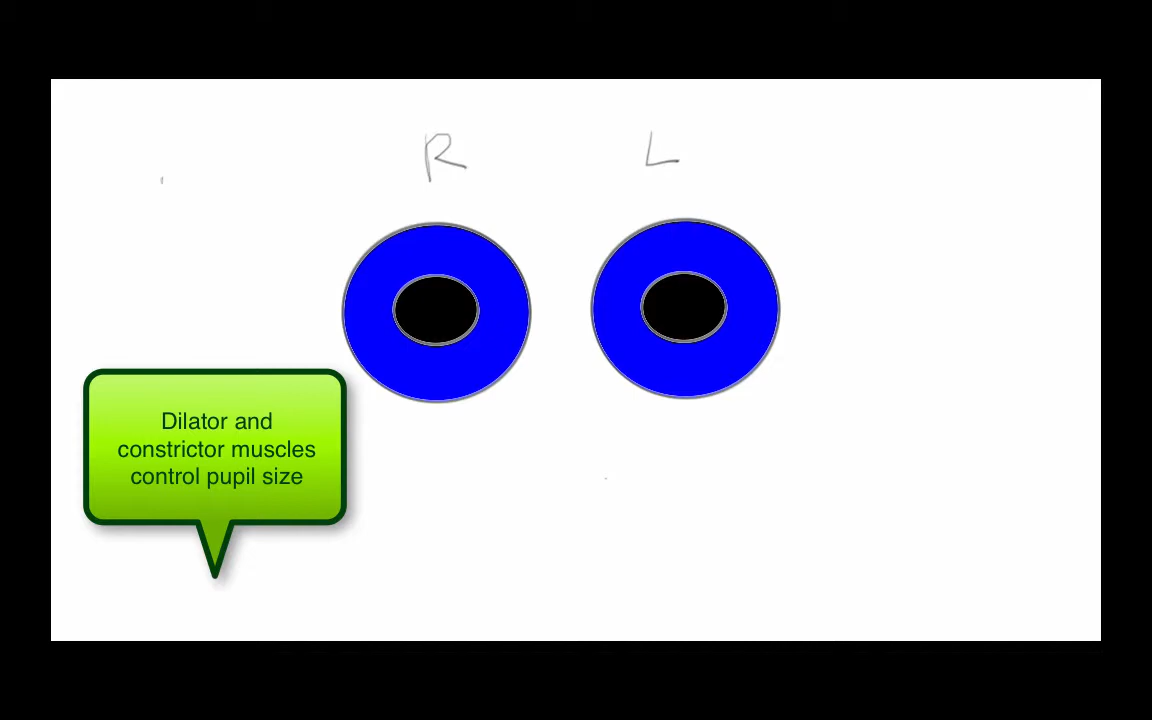 R L
Dilator and
constrictor muscles
control pupil size